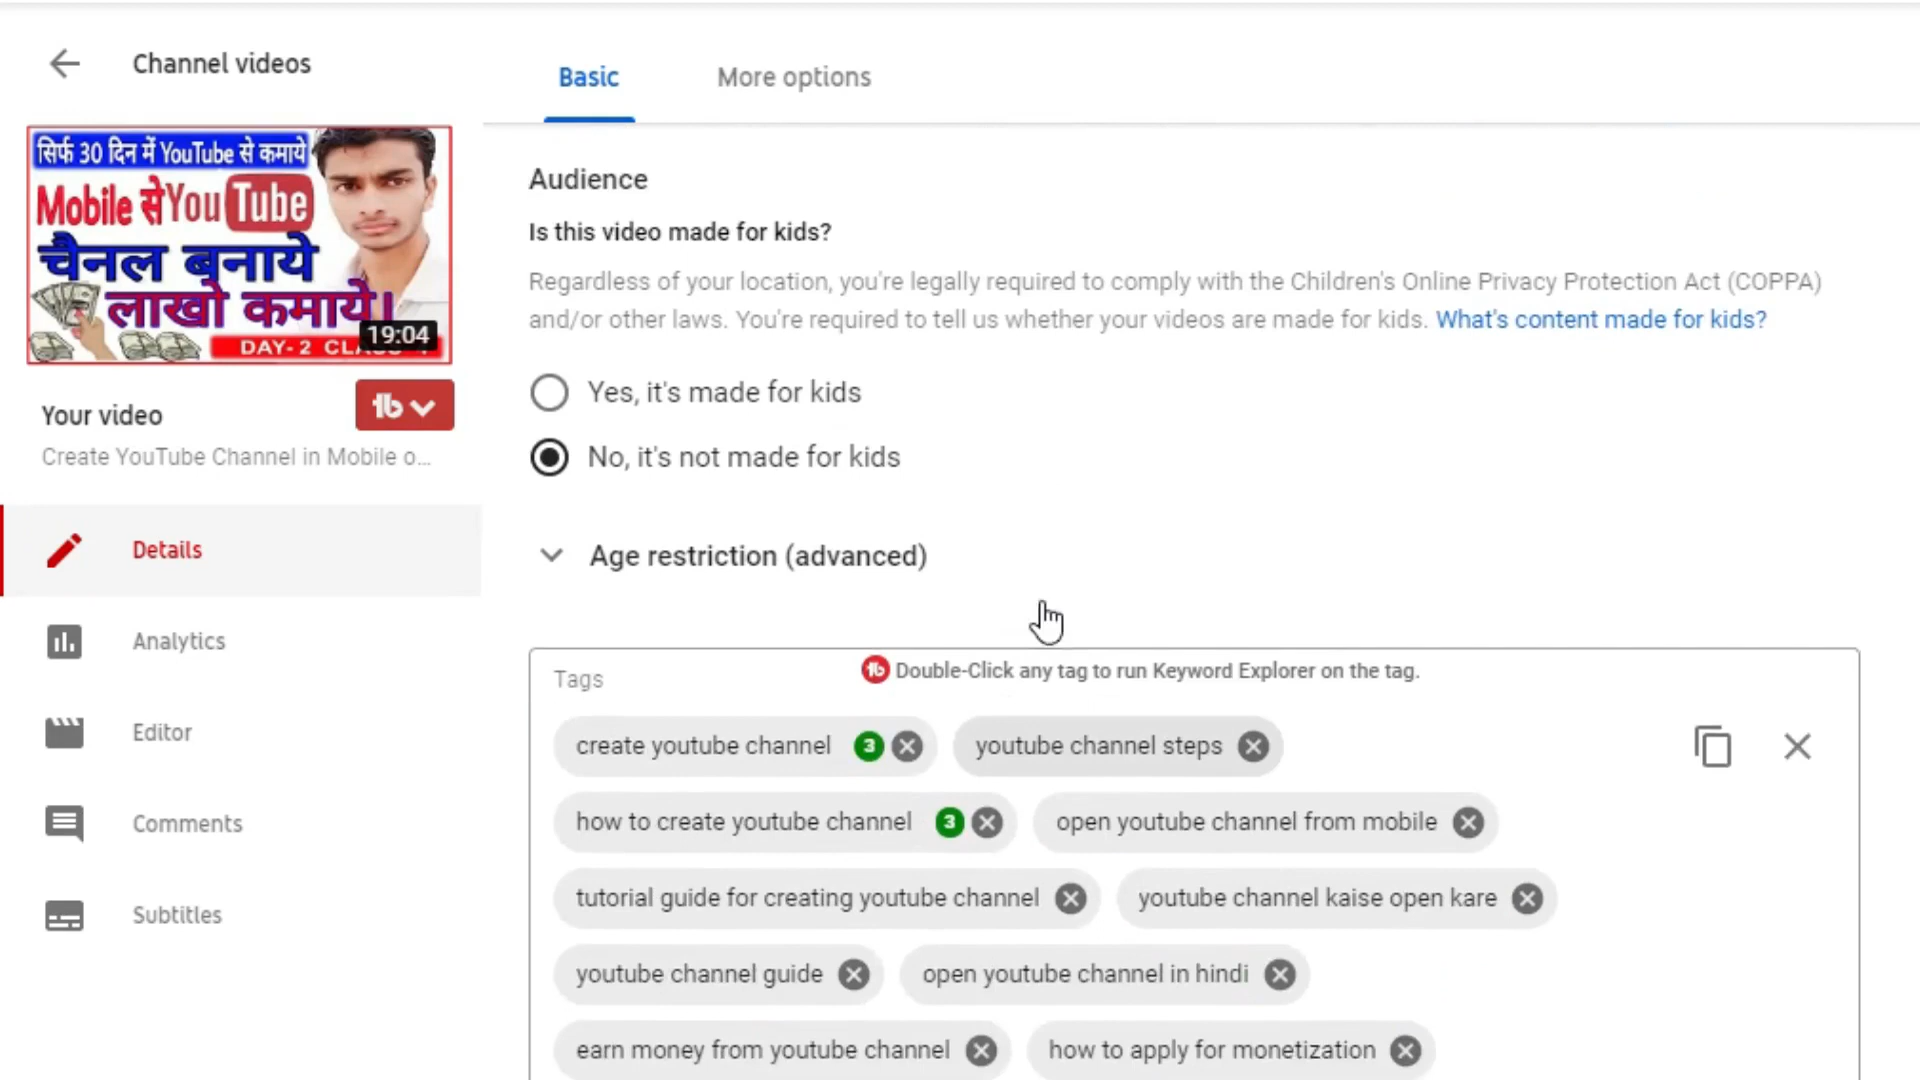 Channel videos
Basic
More options
सिर्फ 30 दिन में YouTube से कमाये
Mobile से YouTube
चैनल बनाये
लाखो कमाये।
19:04
DAY- 2
Your video
Create YouTube Channel in Mobile o...
Details
Analytics
Editor
Comments
Subtitles
Audience
Is this video made for kids?
Regardless of your location, you're legally required to comply with the Children's Online Privacy Protection Act (COPPA)
and/or other laws. You're required to tell us whether your videos are made for kids. What's content made for kids?
Yes, it's made for kids
No, it's not made for kids
Age restriction (advanced)
Tags
Double-Click any tag to run Keyword Explorer on the tag.
create youtube channel 3
youtube channel steps
how to create youtube channel 3
open youtube channel from mobile
tutorial guide for creating youtube channel
youtube channel kaise open kare
youtube channel guide
open youtube channel in hindi
earn money from youtube channel
how to apply for monetization